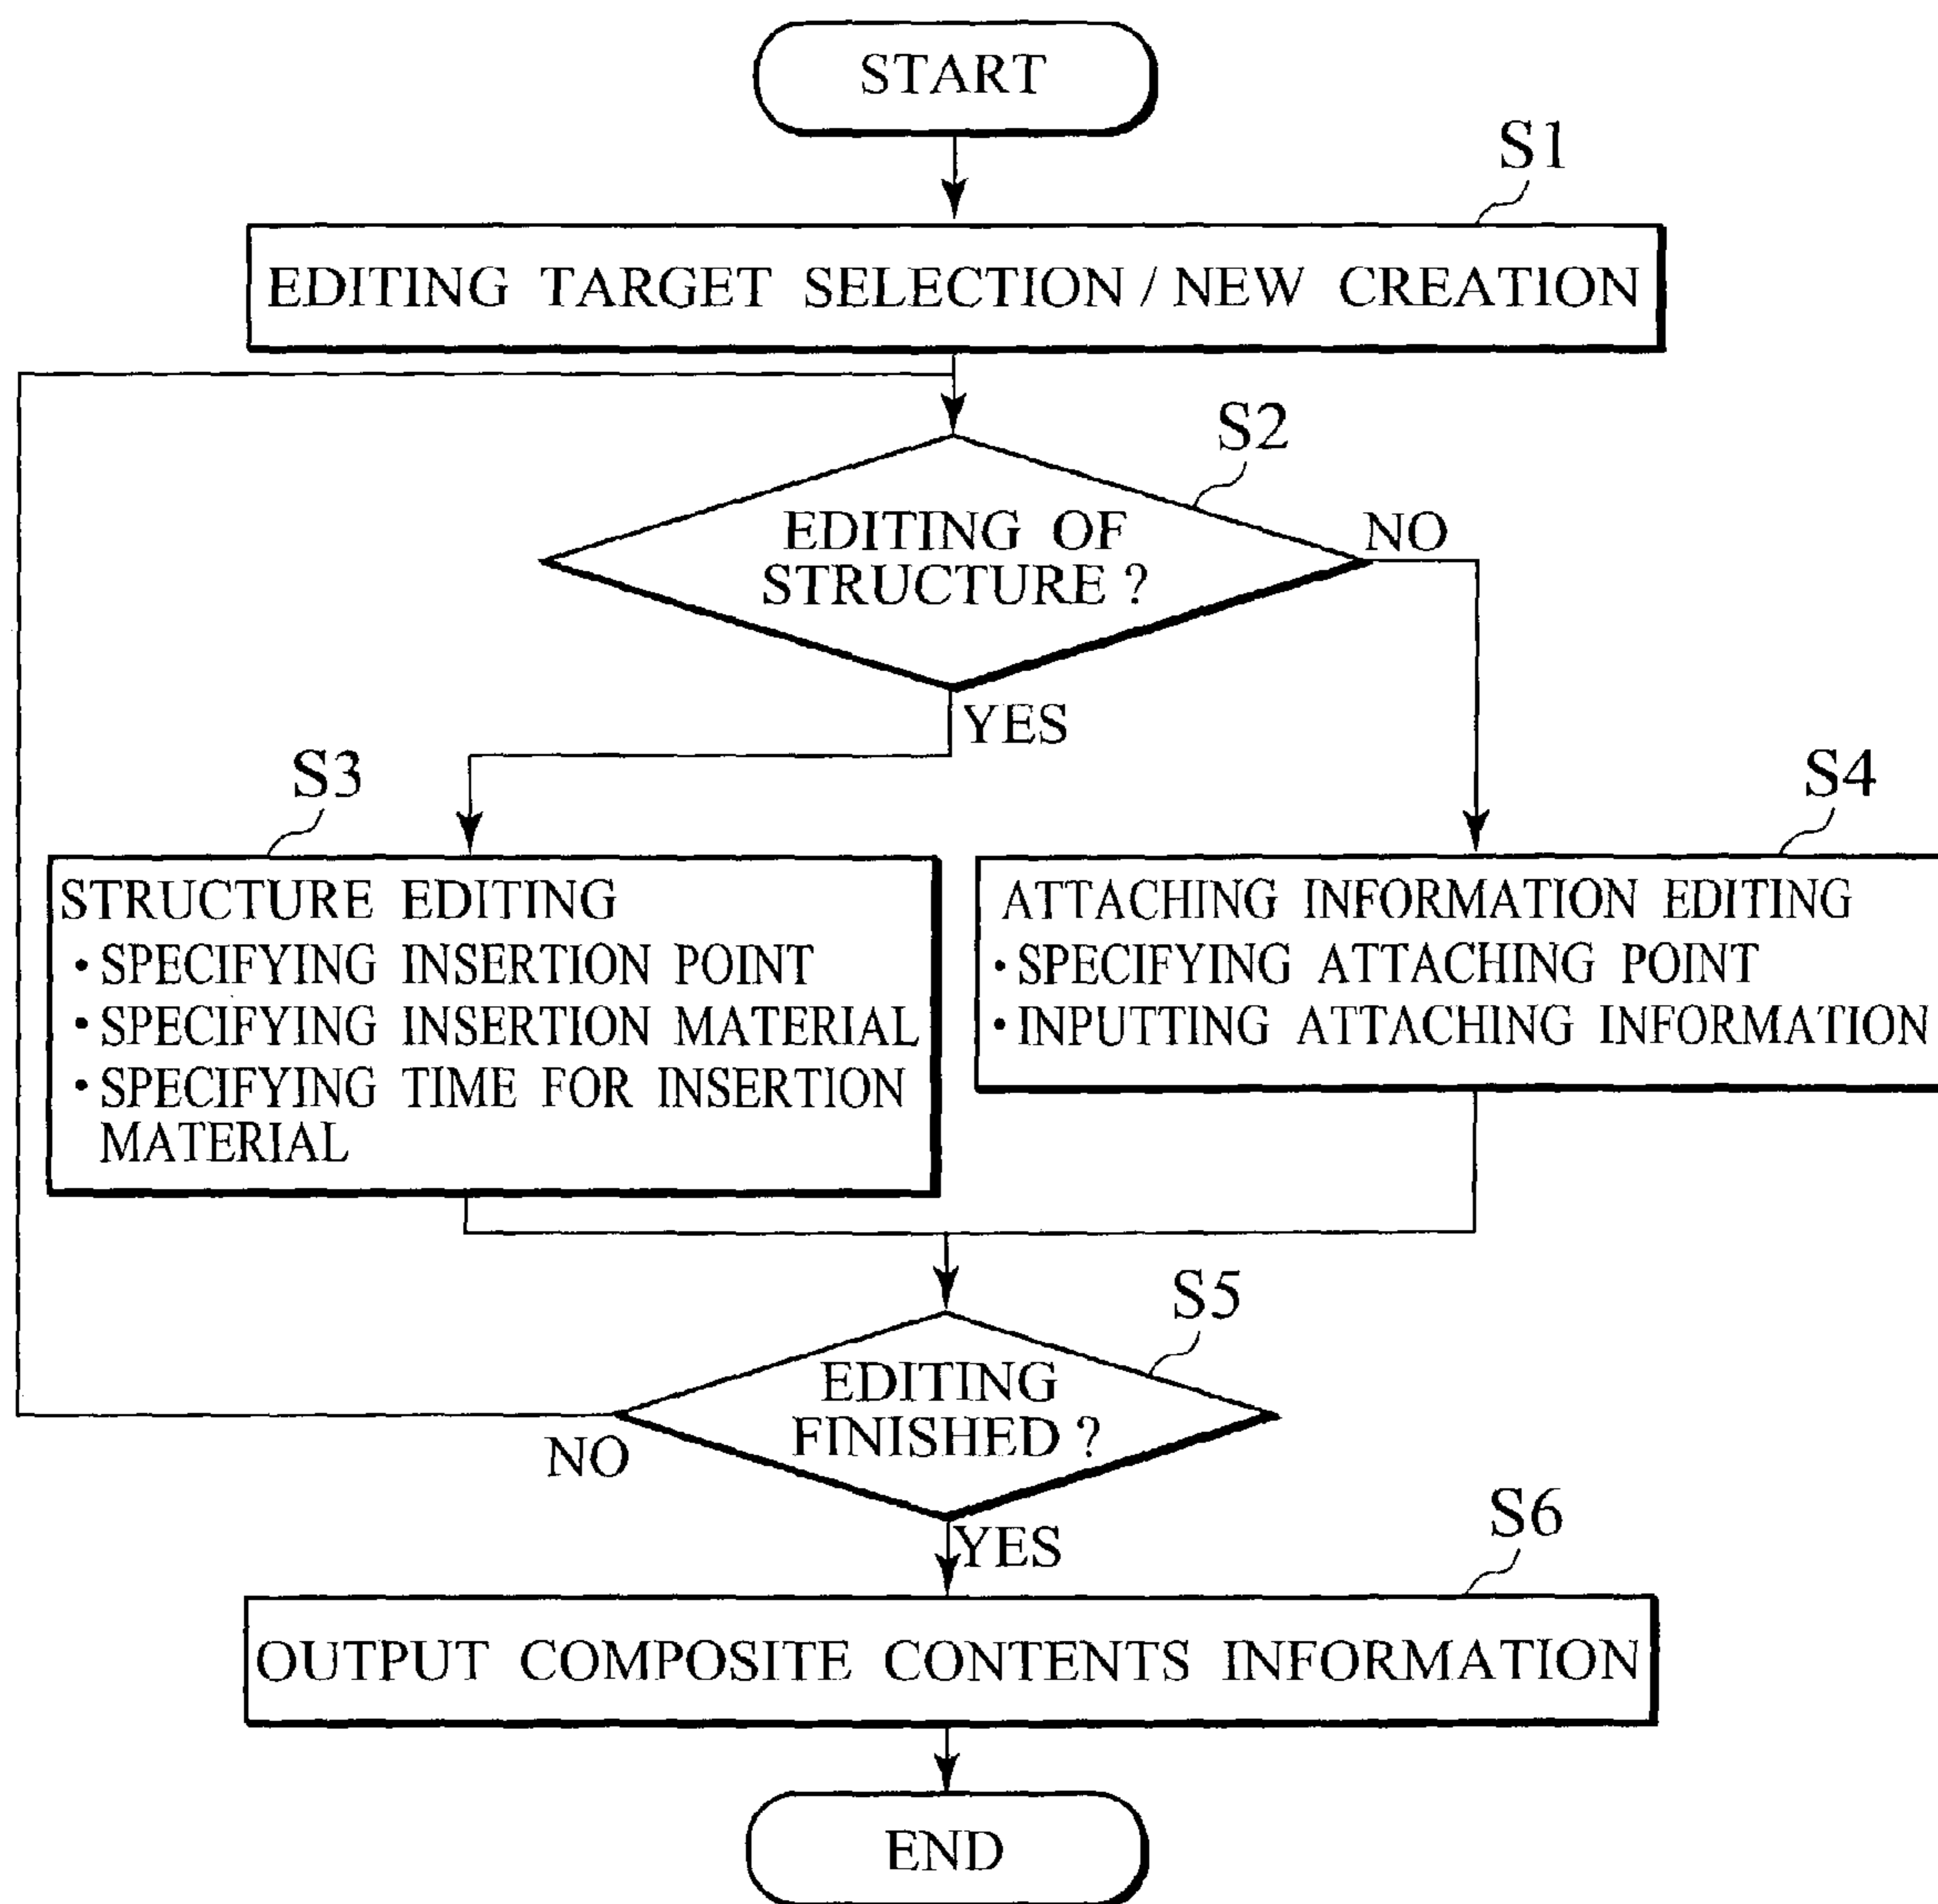 START
S1
EDITING TARGET SELECTION / NEW CREATION
S2
EDITING OF
STRUCTURE ?
NO
YES
S3
S4
STRUCTURE EDITING
・SPECIFYING INSERTION POINT
・SPECIFYING INSERTION MATERIAL
・SPECIFYING TIME FOR INSERTION
MATERIAL
ATTACHING INFORMATION EDITING
・SPECIFYING ATTACHING POINT
・INPUTTING ATTACHING INFORMATION
S5
EDITING
FINISHED ?
NO
YES
S6
OUTPUT COMPOSITE CONTENTS INFORMATION
END